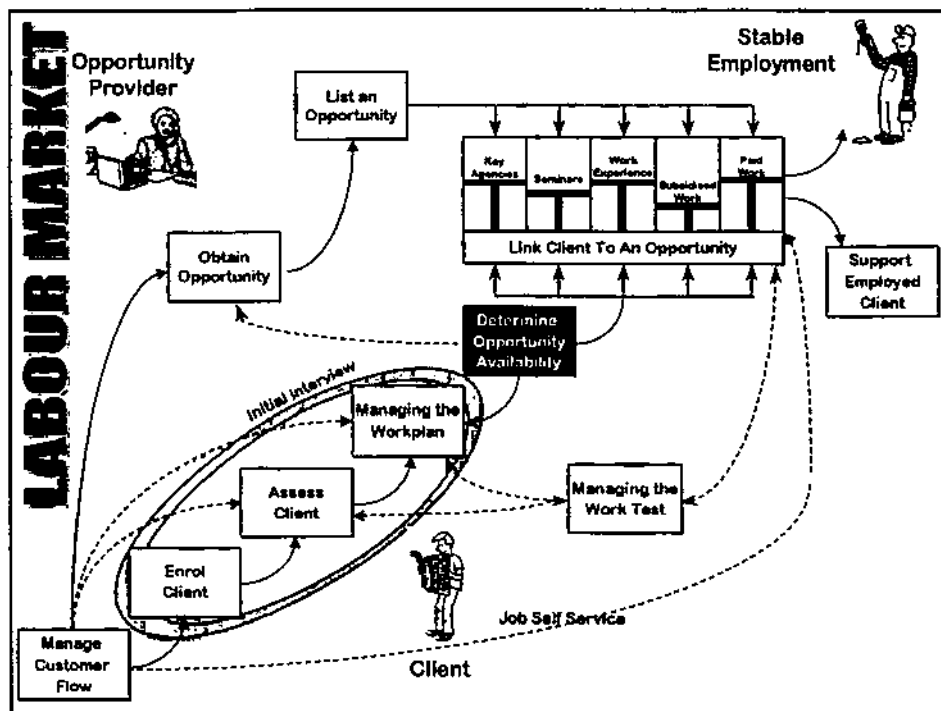 LABOUR MARKET
Opportunity
Provider
List an
Opportunity
Stable
Employment
Key
Agencies
Seminars
Work
Experience
Subsidised
Work
Paid
Work
Link Client To An Opportunity
Obtain
Opportunity
Support
Employed
Client
Determine
Opportunity
Availability
Initial Interview
Managing the
Workplan
Assess
Client
Managing the
Work Test
Enrol
Client
Job Self Service
Manage
Customer
Flow
Client